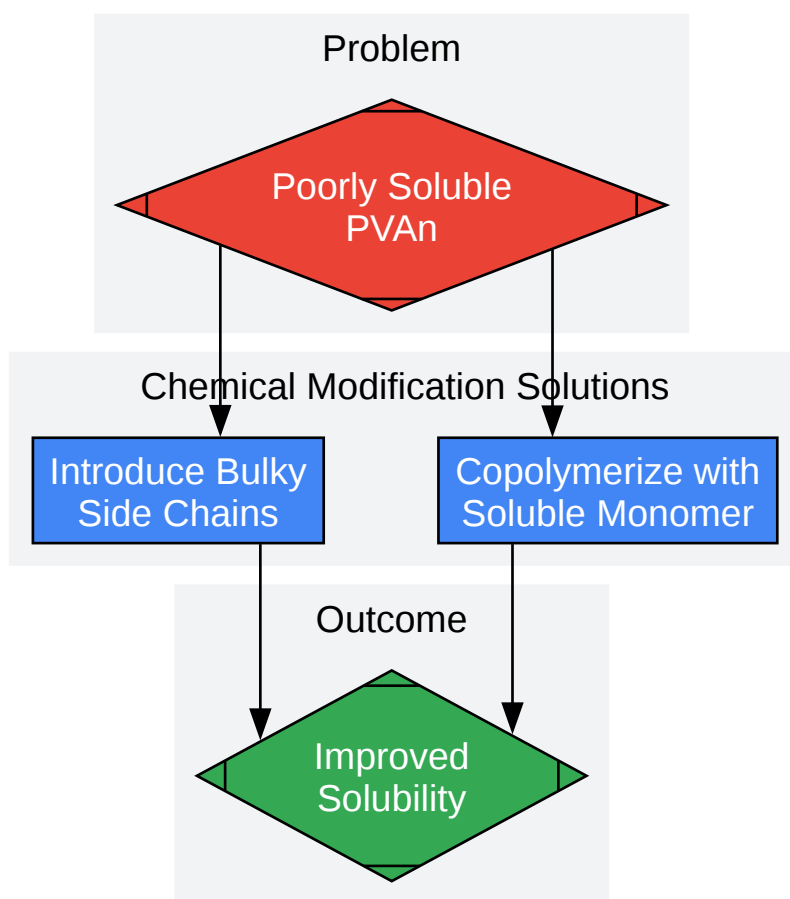 Problem
Poorly Soluble
PVAn
Chemical Modification Solutions
Introduce Bulky
Side Chains
Copolymerize with
Soluble Monomer
Outcome
Improved
Solubility